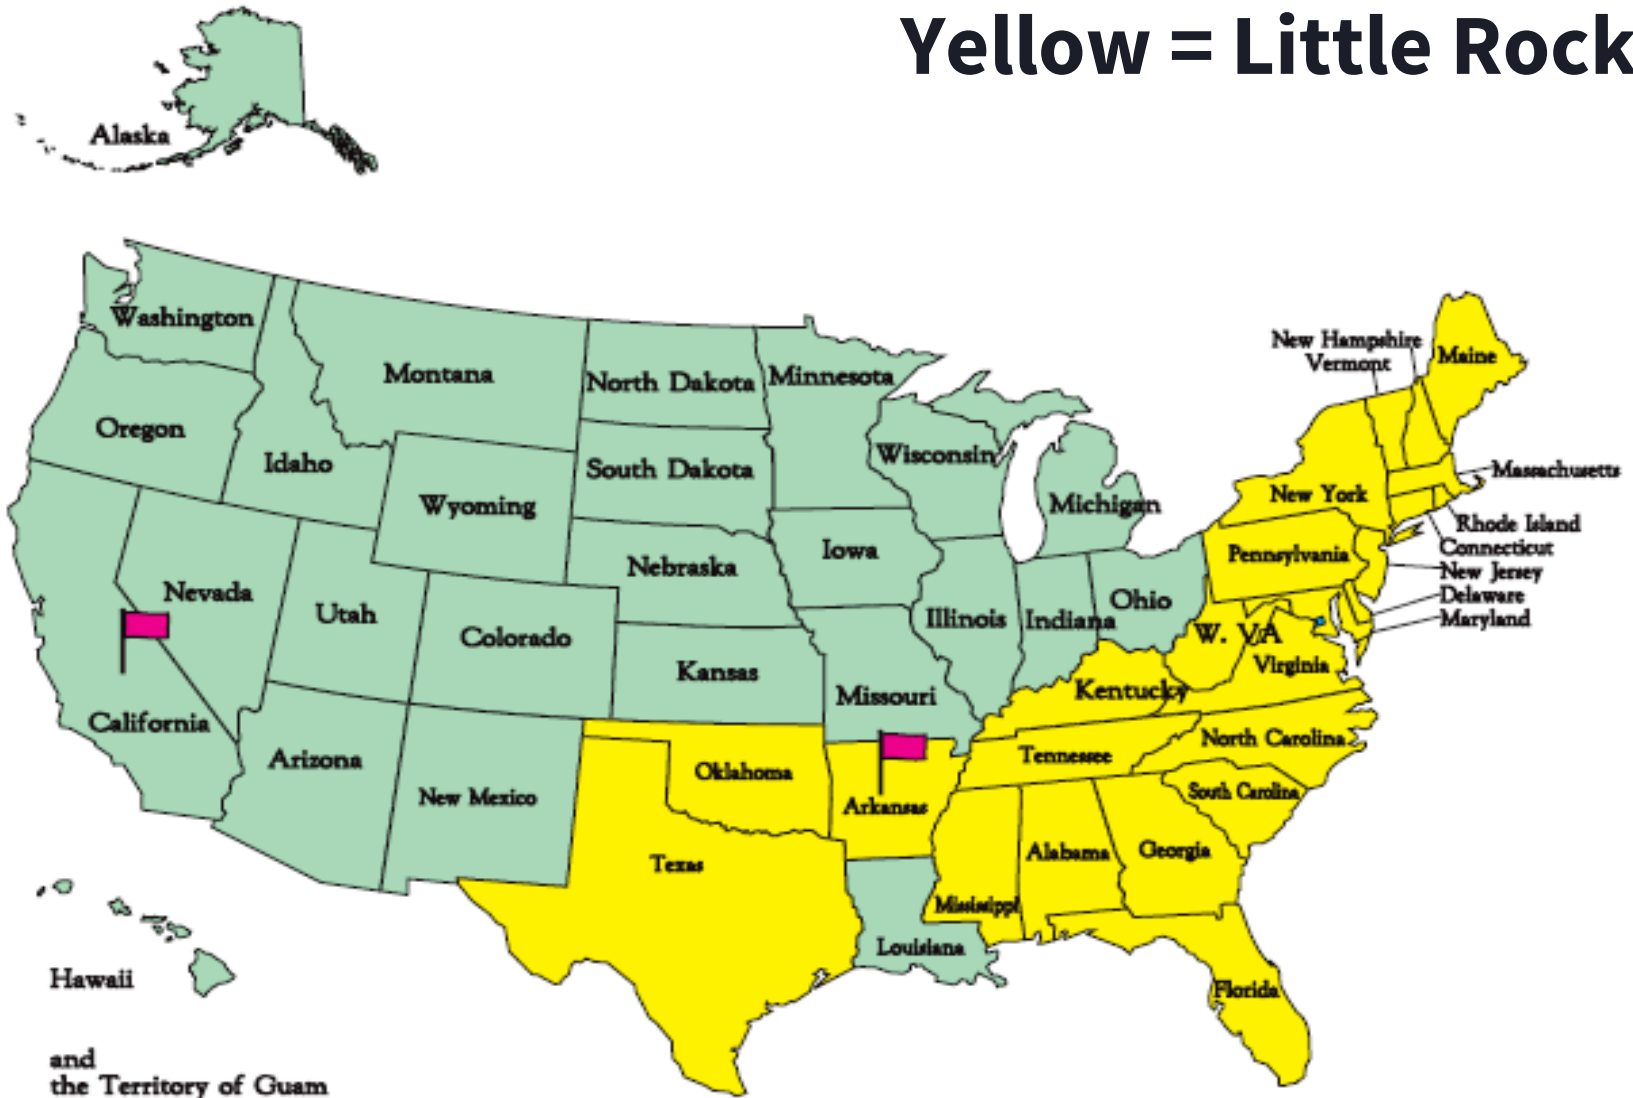 Yellow = Little Rock
Alaska
Washington
Montana
North Dakota
Minnesota
New Hampshire
Vermont
Maine
Oregon
Idaho
Wyoming
South Dakota
Wisconsin
Michigan
New York
Massachusetts
Rhode Island
Connecticut
New Jersey
Delaware
Maryland
Pennsylvania
Iowa
Nebraska
Nevada
Utah
Colorado
Illinois
Indiana
Ohio
W. VA
Virginia
Kansas
Missouri
Kentucky
California
Arizona
New Mexico
Oklahoma
Arkansas
Tennessee
North Carolina
South Carolina
Texas
Alabama
Georgia
Mississippi
Louisiana
Florida
Hawaii
and
the Territory of Guam